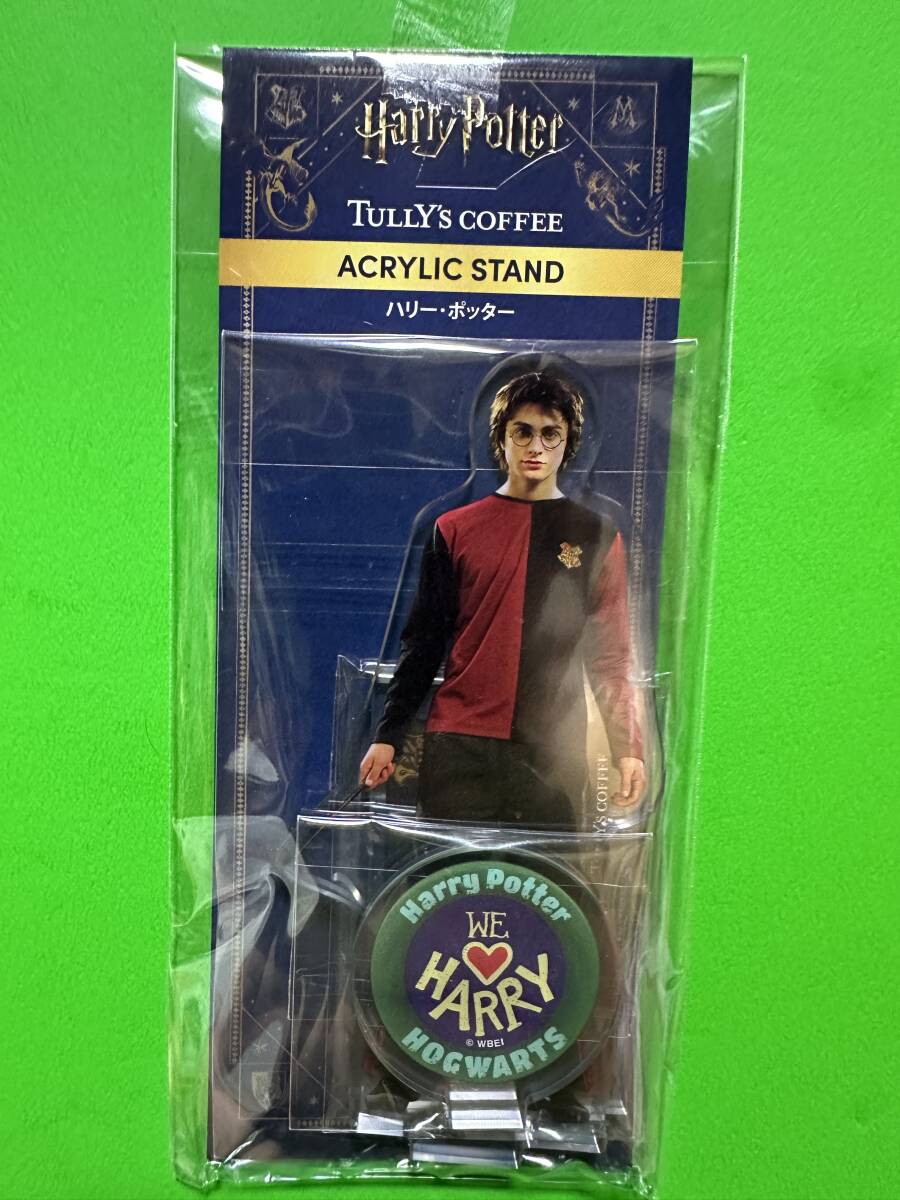 Harry Potter
TULLY'S COFFEE
ACRYLIC STAND
ハリー・ポッター
Y'S COFFEE
Harry Potter
WE
HARRY
© WBEI
HOGWARTS